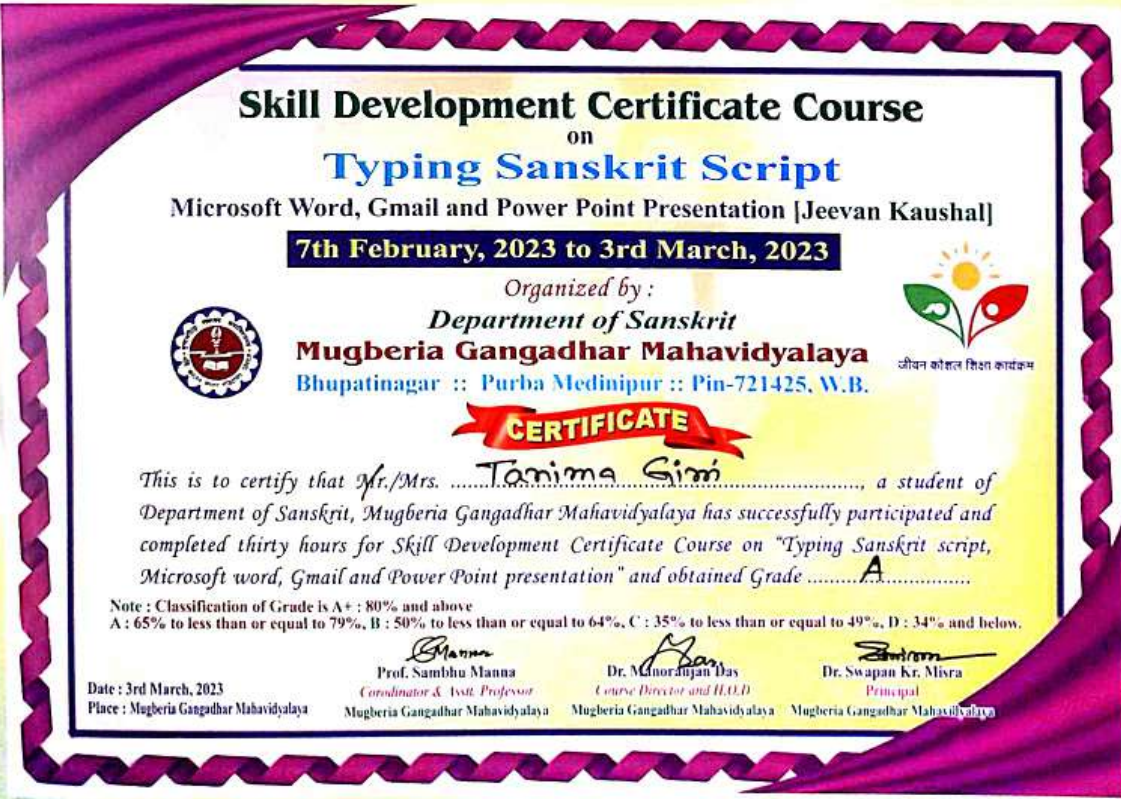 Skill Development Certificate Course
on
Typing Sanskrit Script
Microsoft Word, Gmail and Power Point Presentation [Jeevan Kaushal]
7th February, 2023 to 3rd March, 2023
Organized by :
Department of Sanskrit
Mugberia Gangadhar Mahavidyalaya
Bhupatinagar :: Purba Medinipur :: Pin-721425, W.B.
जीवन कौशल शिक्षा कार्यक्रम
CERTIFICATE
This is to certify that Mr./Mrs. Tanima Giri, a student of
Department of Sanskrit, Mugberia Gangadhar Mahavidyalaya has successfully participated and
completed thirty hours for Skill Development Certificate Course on "Typing Sanskrit script,
Microsoft word, Gmail and Power Point presentation" and obtained Grade A
Note : Classification of Grade is A+ : 80% and above
A : 65% to less than or equal to 79%, B : 50% to less than or equal to 64%, C : 35% to less than or equal to 49%, D : 34% and below.
Prof. Sambhu Manna
Corodinator & Asstt. Professor
Mugberia Gangadhar Mahavidyalaya
Dr. Manoranjan Das
Course Director and H.O.D
Mugberia Gangadhar Mahavidyalaya
Dr. Swapan Kr. Misra
Principal
Mugberia Gangadhar Mahavidyalaya
Date : 3rd March, 2023
Place : Mugberia Gangadhar Mahavidyalaya